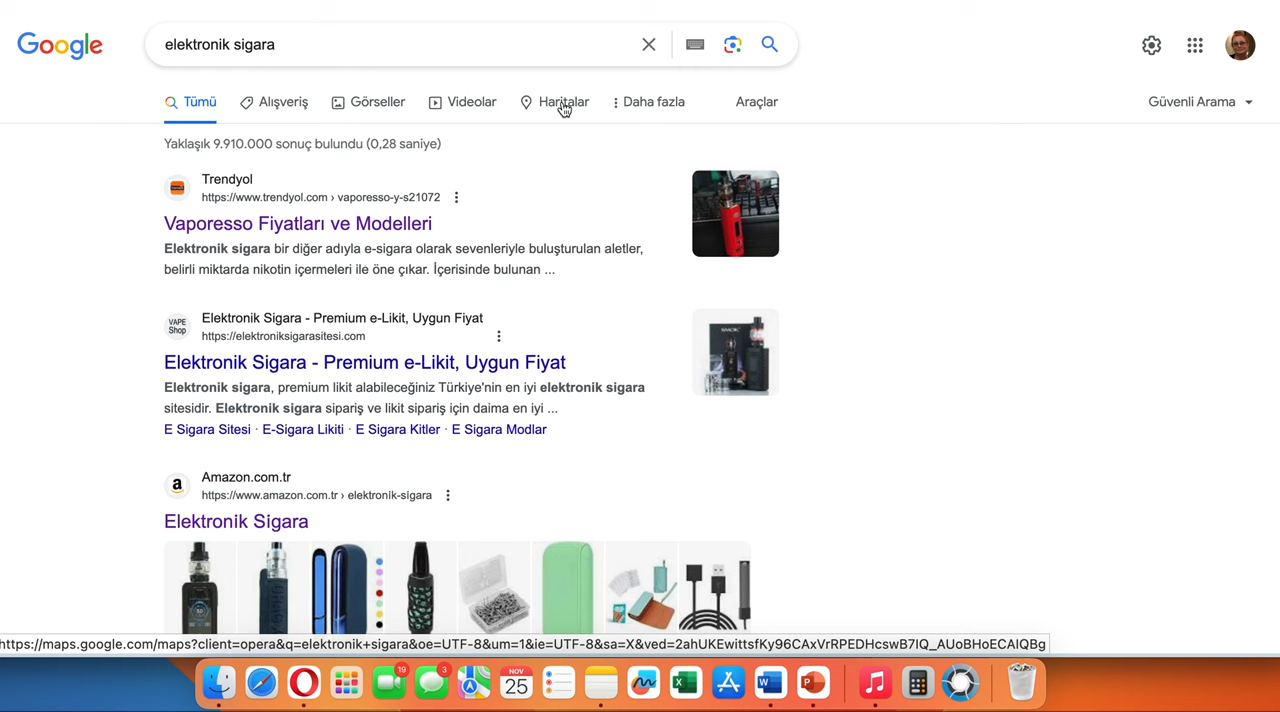 Google
elektronik sigara
Tümü
Alışveriş
Görseller
Videolar
Haritalar
Daha fazla
Araçlar
Güvenli Arama
Yaklaşık 9.910.000 sonuç bulundu (0,28 saniye)
Trendyol
https://www.trendyol.com › vaporesso-y-s21072
Vaporesso Fiyatları ve Modelleri
Elektronik sigara bir diğer adıyla e-sigara olarak sevenleriyle buluşturulan aletler,
belirli miktarda nikotin içermeleri ile öne çıkar. İçerisinde bulunan ...
VAPE
Shop
Elektronik Sigara - Premium e-Likit, Uygun Fiyat
https://elektroniksigarasitesi.com
Elektronik Sigara - Premium e-Likit, Uygun Fiyat
Elektronik sigara, premium likit alabileceğiniz Türkiye'nin en iyi elektronik sigara
sitesidir. Elektronik sigara sipariş ve likit sipariş için daima en iyi ...
E Sigara Sitesi · E-Sigara Likiti · E Sigara Kitler · E Sigara Modlar
SMOK
Amazon.com.tr
https://www.amazon.com.tr › elektronik-sigara
Elektronik Sigara
https://maps.google.com/maps?client=opera&q=elektronik+sigara&oe=UTF-8&um=1&ie=UTF-8&sa=X&ved=2ahUKEwittsfKy96CAxVrRPEDHcswB7IQ_AUoBHoECAIQBg
19
3
NOV
25